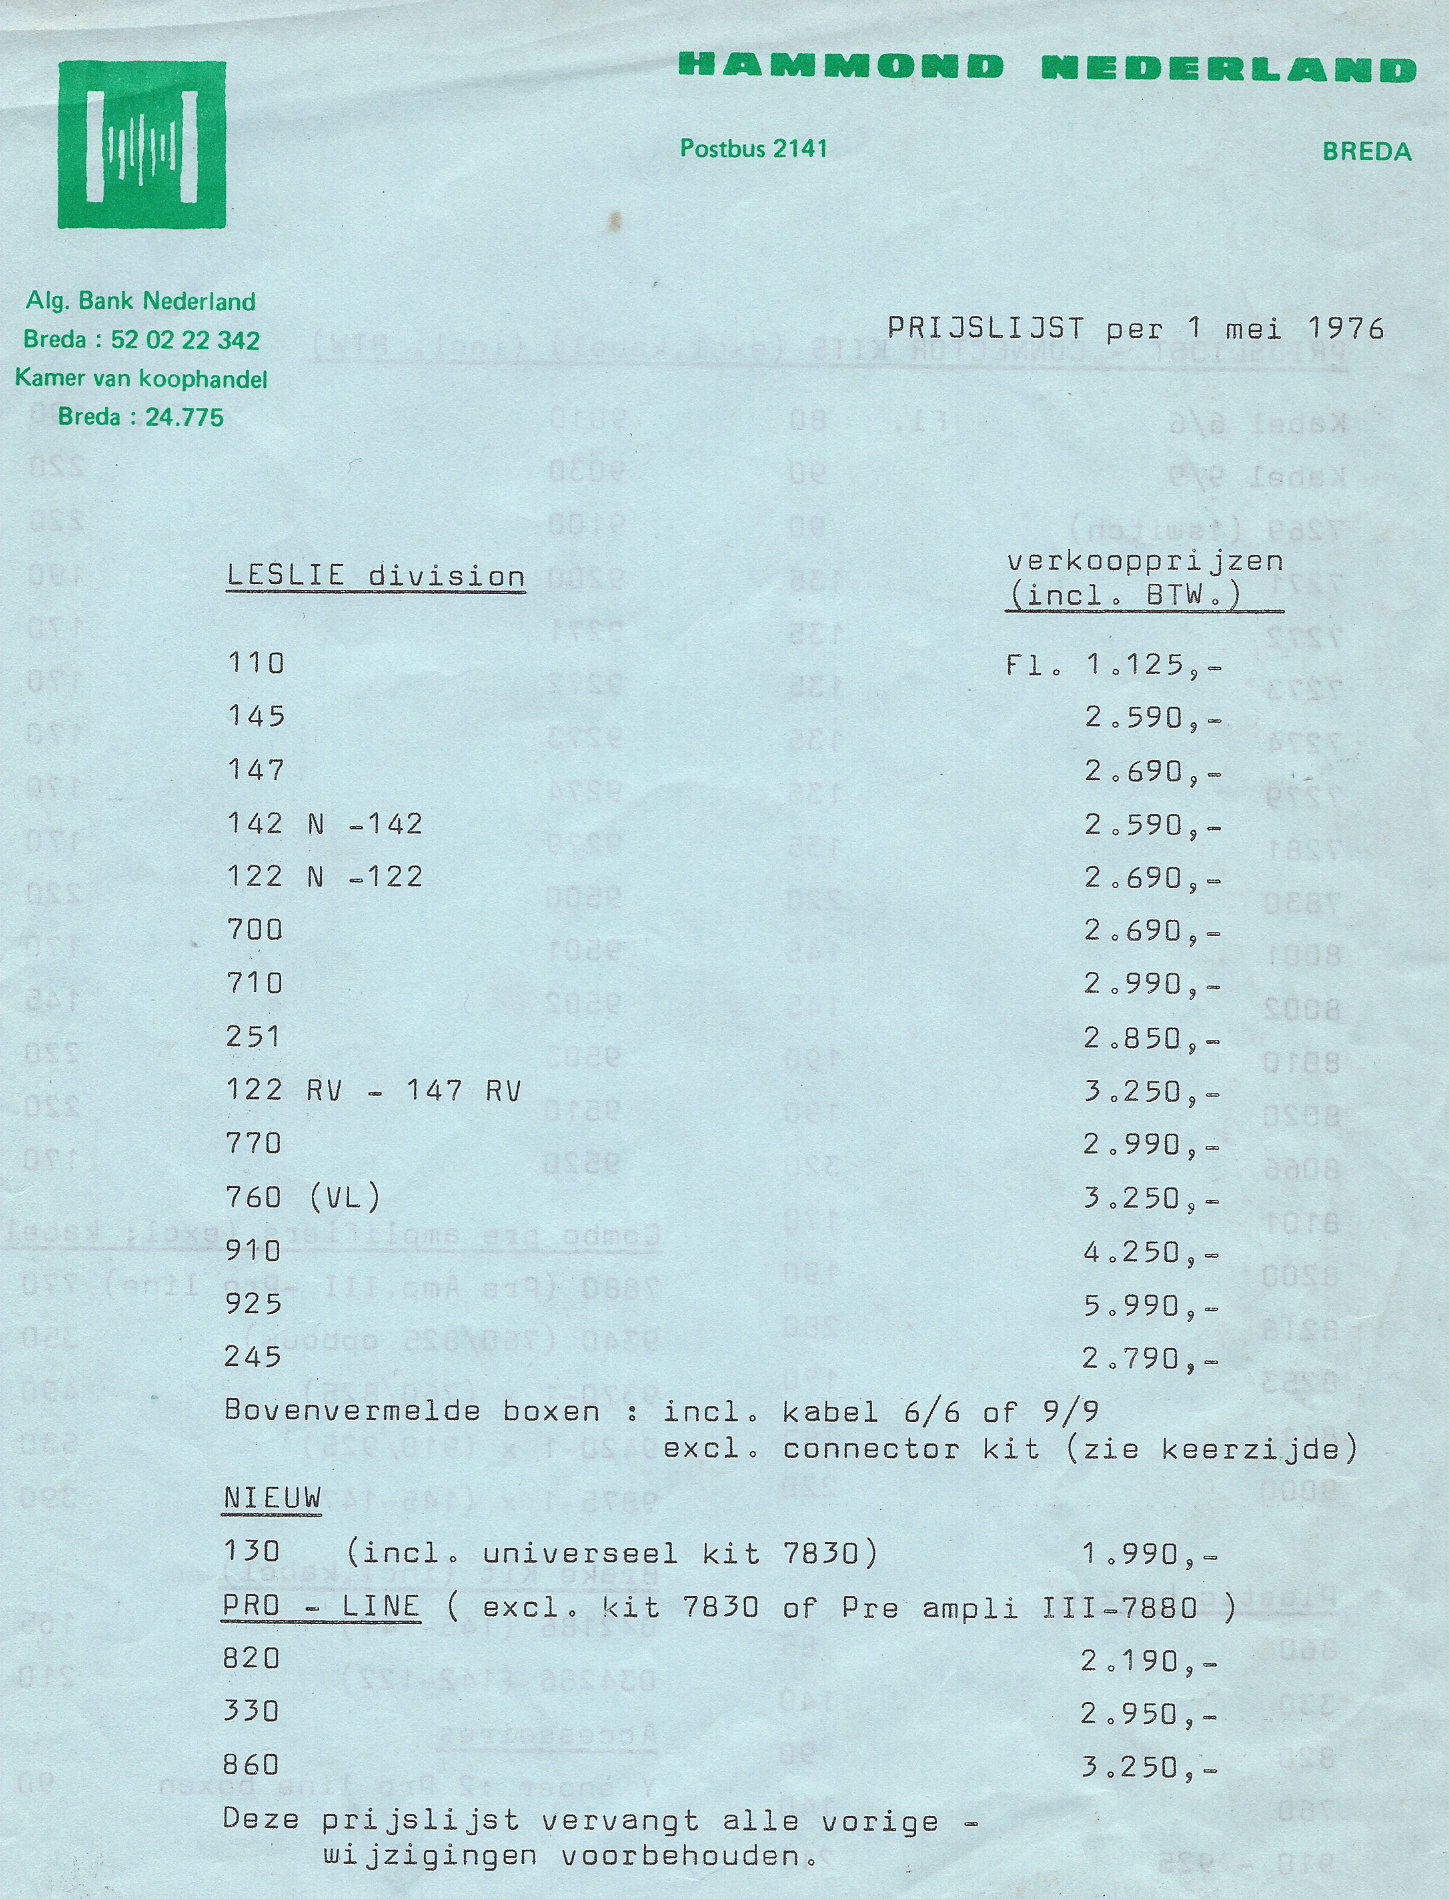 HAMMOND NEDERLAND
Postbus 2141 BREDA
Alg. Bank Nederland
Breda : 52 02 22 342
Kamer van koophandel
Breda : 24.775
PRIJSLIJST per 1 mei 1976
LESLIE division verkoopprijzen
(incl. BTW.)
110 Fl. 1.125,-
145 2.590,-
147 2.690,-
142 N -142 2.590,-
122 N -122 2.690,-
700 2.690,-
710 2.990,-
251 2.850,-
122 RV - 147 RV 3.250,-
770 2.990,-
760 (VL) 3.250,-
910 4.250,-
925 5.990,-
245 2.790,-
Bovenvermelde boxen : incl. kabel 6/6 of 9/9
excl. connector kit (zie keerzijde)
NIEUW
130 (incl. universeel kit 7830) 1.990,-
PRO - LINE ( excl. kit 7830 of Pre ampli III-7880 )
820 2.190,-
330 2.950,-
860 3.250,-
Deze prijslijst vervangt alle vorige -
wijzigingen voorbehouden.